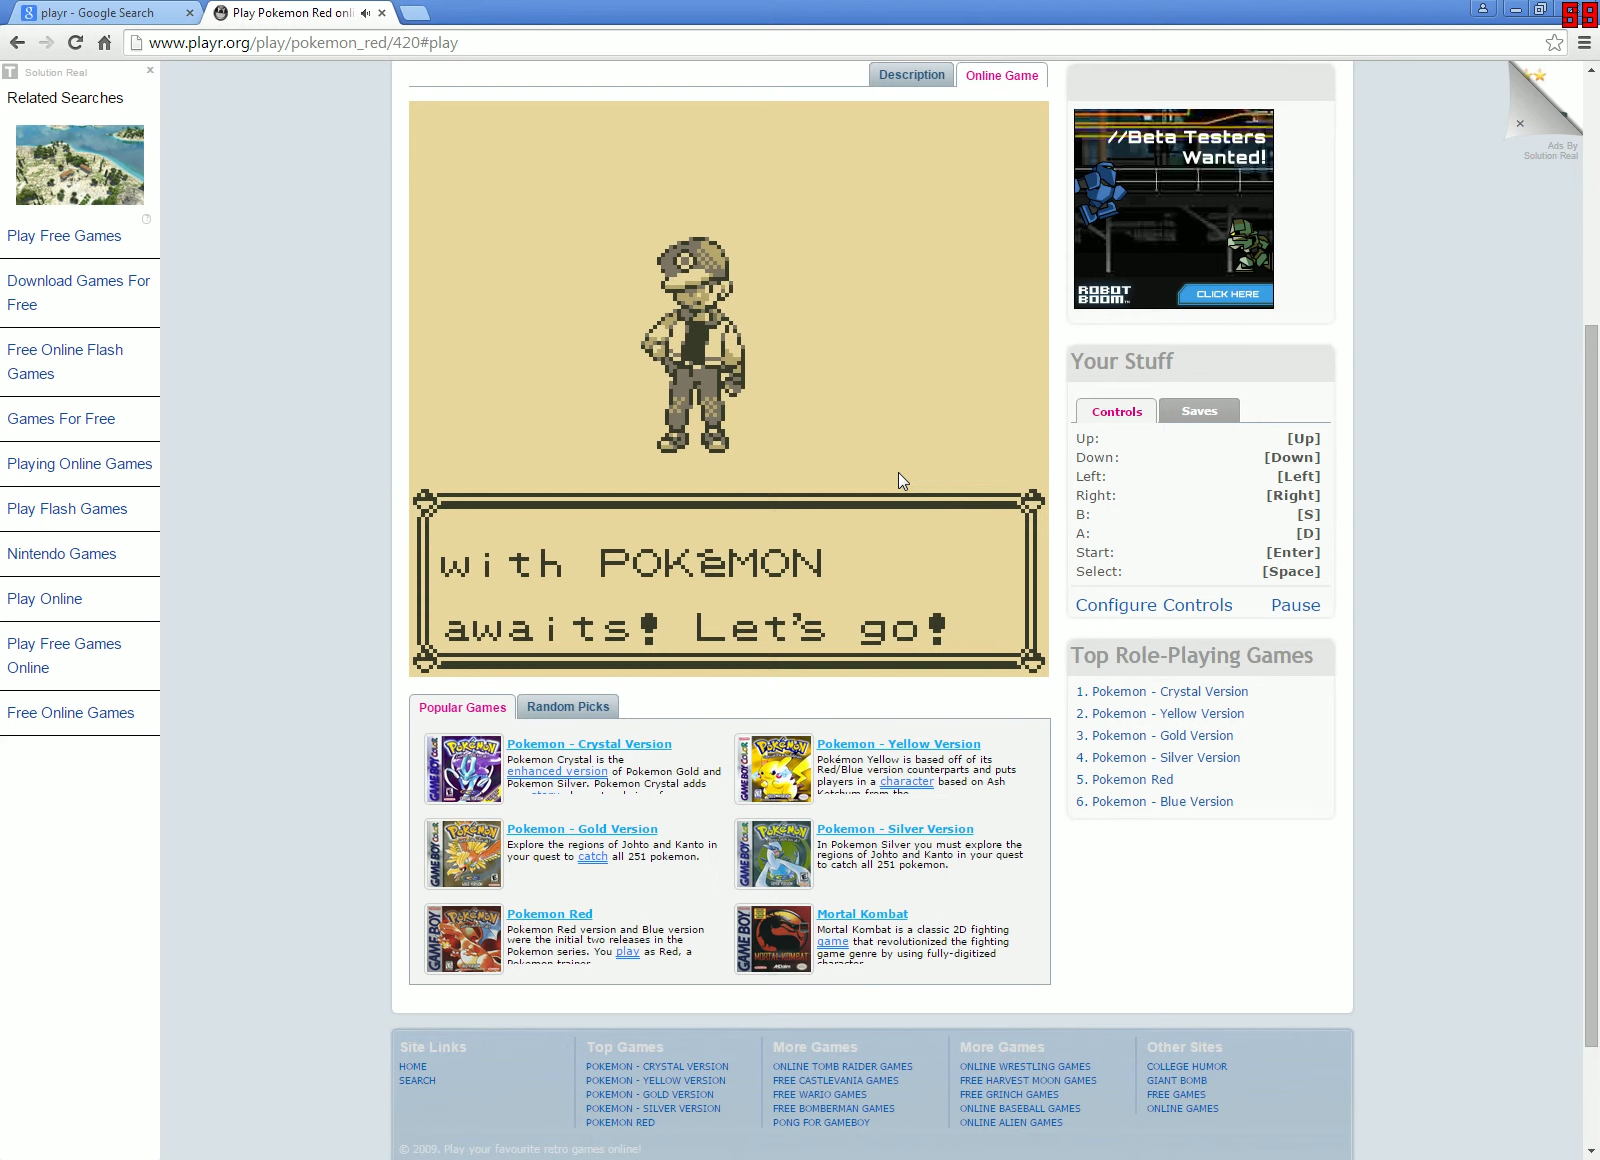 playr - Google Search
Play Pokemon Red onli
59
www.playr.org/play/pokemon_red/420#play
Solution Real
Related Searches
Play Free Games
Download Games For
Free
Free Online Flash
Games
Games For Free
Playing Online Games
Play Flash Games
Nintendo Games
Play Online
Play Free Games
Online
Free Online Games
Description
Online Game
with POKéMON
awaits! Let's go!
Popular Games
Random Picks
Pokemon - Crystal Version
Pokemon Crystal is the
enhanced version of Pokemon Gold and
Pokemon Silver. Pokemon Crystal adds
Pokemon - Yellow Version
Pokémon Yellow is based off of its
Red/Blue version counterparts and puts
players in a character based on Ash
Ketchum from the
Pokemon - Gold Version
Explore the regions of Johto and Kanto in
your quest to catch all 251 pokemon.
Pokemon - Silver Version
In Pokemon Silver you must explore the
regions of Johto and Kanto in your quest
to catch all 251 pokemon.
Pokemon Red
Pokemon Red version and Blue version
were the initial two releases in the
Pokemon series. You play as Red, a
Pokemon trainer
Mortal Kombat
Mortal Kombat is a classic 2D fighting
game that revolutionized the fighting
game genre by using fully-digitized
character
//Beta Testers
Wanted!
ROBOT
BOOM™
CLICK HERE
Ads By
Solution Real
Your Stuff
Controls
Saves
Up: [Up]
Down: [Down]
Left: [Left]
Right: [Right]
B: [S]
A: [D]
Start: [Enter]
Select: [Space]
Configure Controls
Pause
Top Role-Playing Games
1. Pokemon - Crystal Version
2. Pokemon - Yellow Version
3. Pokemon - Gold Version
4. Pokemon - Silver Version
5. Pokemon Red
6. Pokemon - Blue Version
Site Links
HOME
SEARCH
Top Games
POKEMON - CRYSTAL VERSION
POKEMON - YELLOW VERSION
POKEMON - GOLD VERSION
POKEMON - SILVER VERSION
POKEMON RED
More Games
ONLINE TOMB RAIDER GAMES
FREE CASTLEVANIA GAMES
FREE WARIO GAMES
FREE BOMBERMAN GAMES
PONG FOR GAMEBOY
More Games
ONLINE WRESTLING GAMES
FREE HARVEST MOON GAMES
FREE GRINCH GAMES
ONLINE BASEBALL GAMES
ONLINE ALIEN GAMES
Other Sites
COLLEGE HUMOR
GIANT BOMB
FREE GAMES
ONLINE GAMES
© 2009. Play your favourite retro games online!